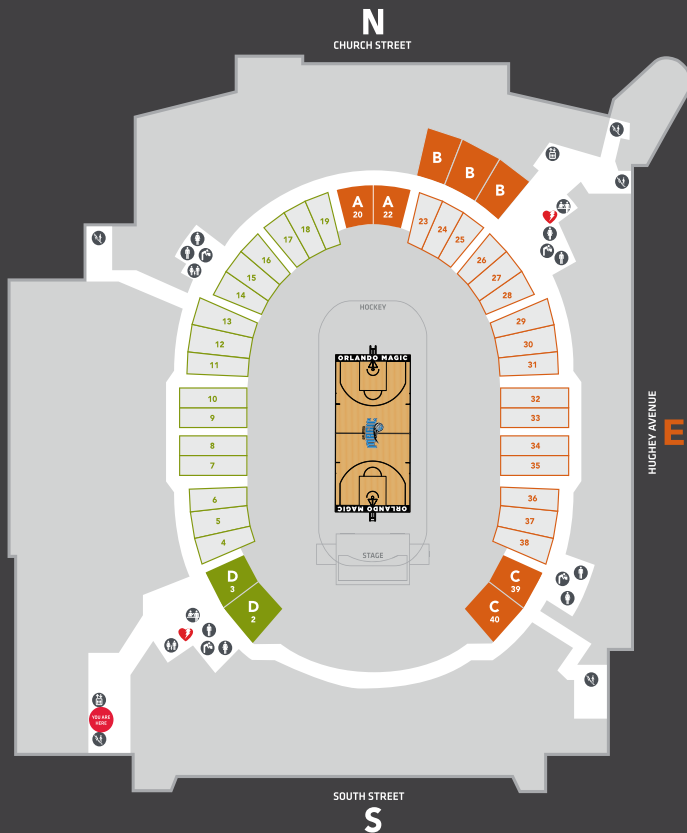 N
CHURCH STREET
B
B
B
A
20
A
22
19
18
17
16
15
14
13
12
11
10
9
8
7
6
5
4
D
3
D
2
23
24
25
26
27
28
29
30
31
32
33
34
35
36
37
38
C
39
C
40
HOCKEY
ORLANDO MAGIC
MAGIC
ORLANDO MAGIC
STAGE
HUGHEY AVENUE
E
YOU ARE
HERE
SOUTH STREET
S